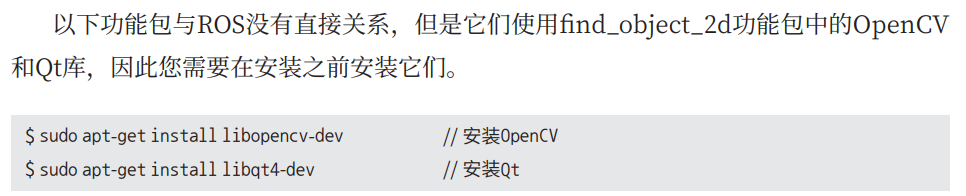 以下功能包与ROS没有直接关系，但是它们使用find_object_2d功能包中的OpenCV
和Qt库，因此您需要在安装之前安装它们。
$ sudo apt-get install libopencv-dev // 安装OpenCV
$ sudo apt-get install libqt4-dev // 安装Qt